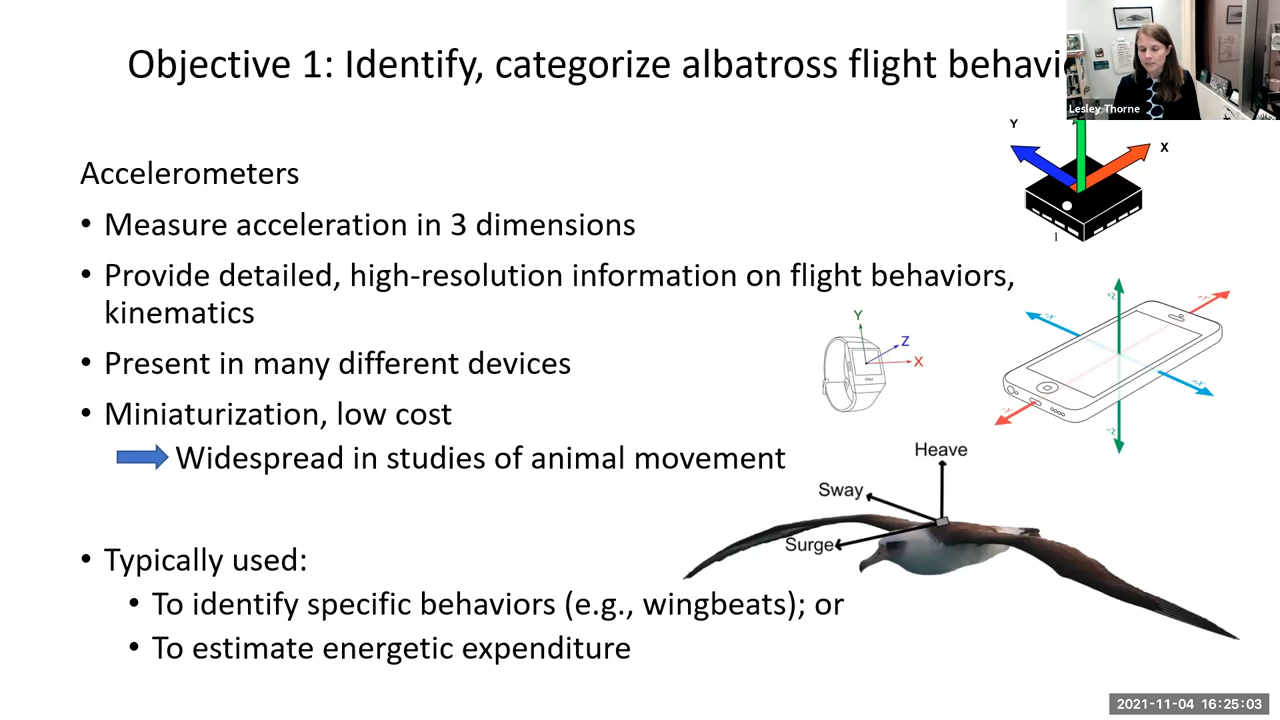 Objective 1: Identify, categorize albatross flight behavi
Lesley Thorne
Accelerometers
• Measure acceleration in 3 dimensions
• Provide detailed, high-resolution information on flight behaviors,
kinematics
• Present in many different devices
• Miniaturization, low cost
Widespread in studies of animal movement
• Typically used:
• To identify specific behaviors (e.g., wingbeats); or
• To estimate energetic expenditure
Y
X
1
Y
Z
X
+Z
-X
-Y
+X
-Z
Heave
Sway
Surge
2021-11-04 16:25:03